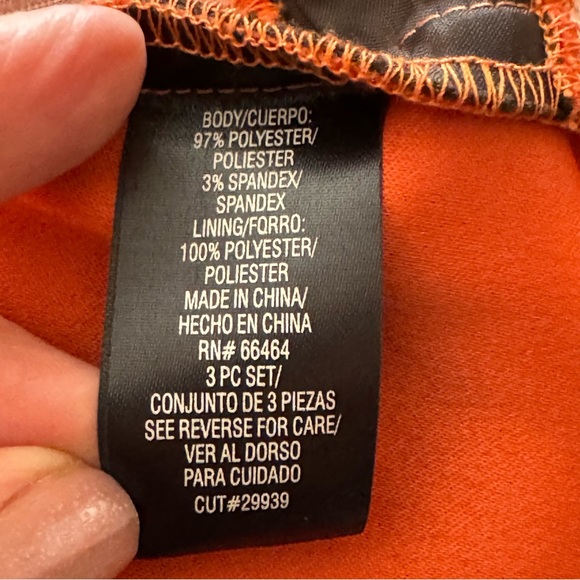 BODY/CUERPO:
97% POLYESTER/
POLIESTER
3% SPANDEX/
SPANDEX
LINING/FORRO:
100% POLYESTER/
POLIESTER
MADE IN CHINA/
HECHO EN CHINA
RN# 66464
3 PC SET/
CONJUNTO DE 3 PIEZAS
SEE REVERSE FOR CARE/
VER AL DORSO
PARA CUIDADO
CUT#29939